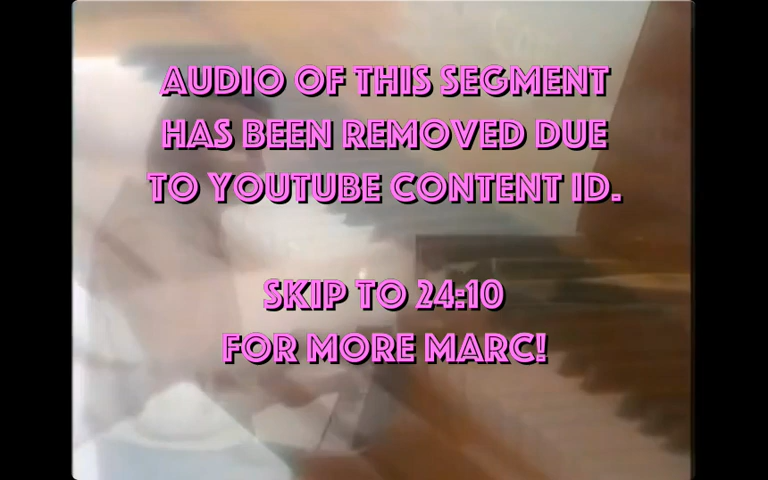 AUDIO OF THIS SEGMENT
HAS BEEN REMOVED DUE
TO YOUTUBE CONTENT ID.
SKIP TO 24:10
FOR MORE MARC!